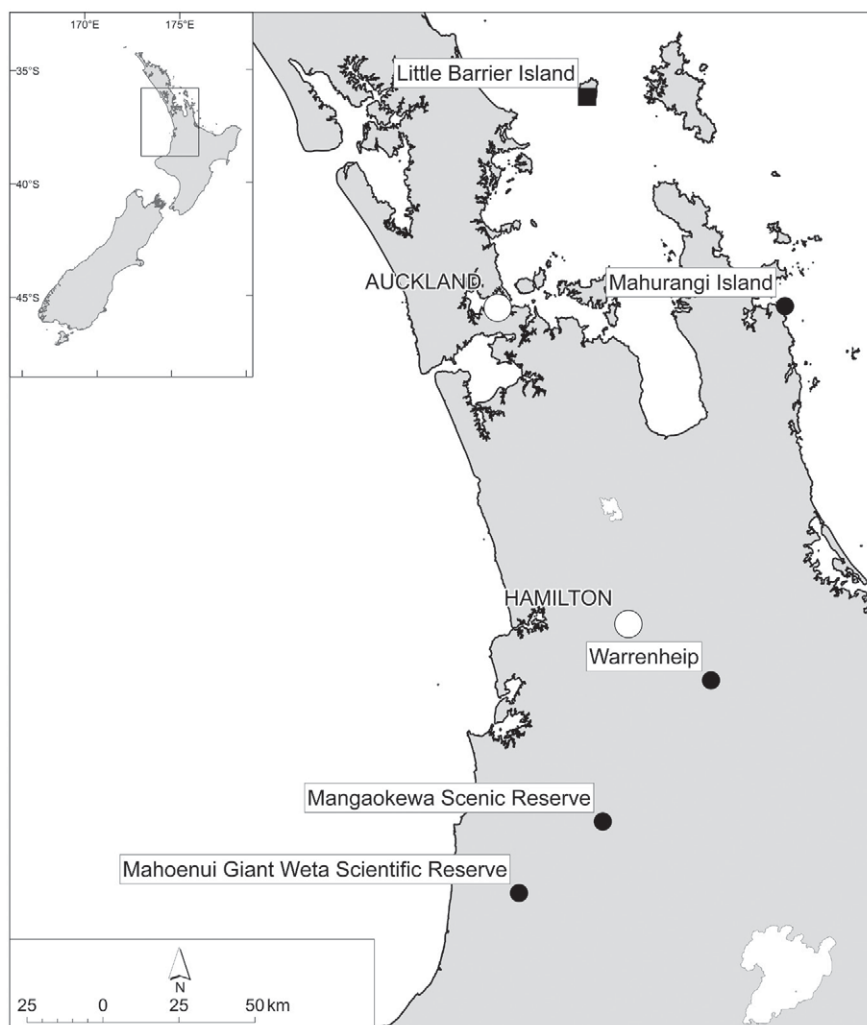 170°E 175°E
35°S
40°S
45°S
Little Barrier Island
AUCKLAND
Mahurangi Island
HAMILTON
Warrenheip
Mangaokewa Scenic Reserve
Mahoenui Giant Weta Scientific Reserve
N
25 0 25 50 km